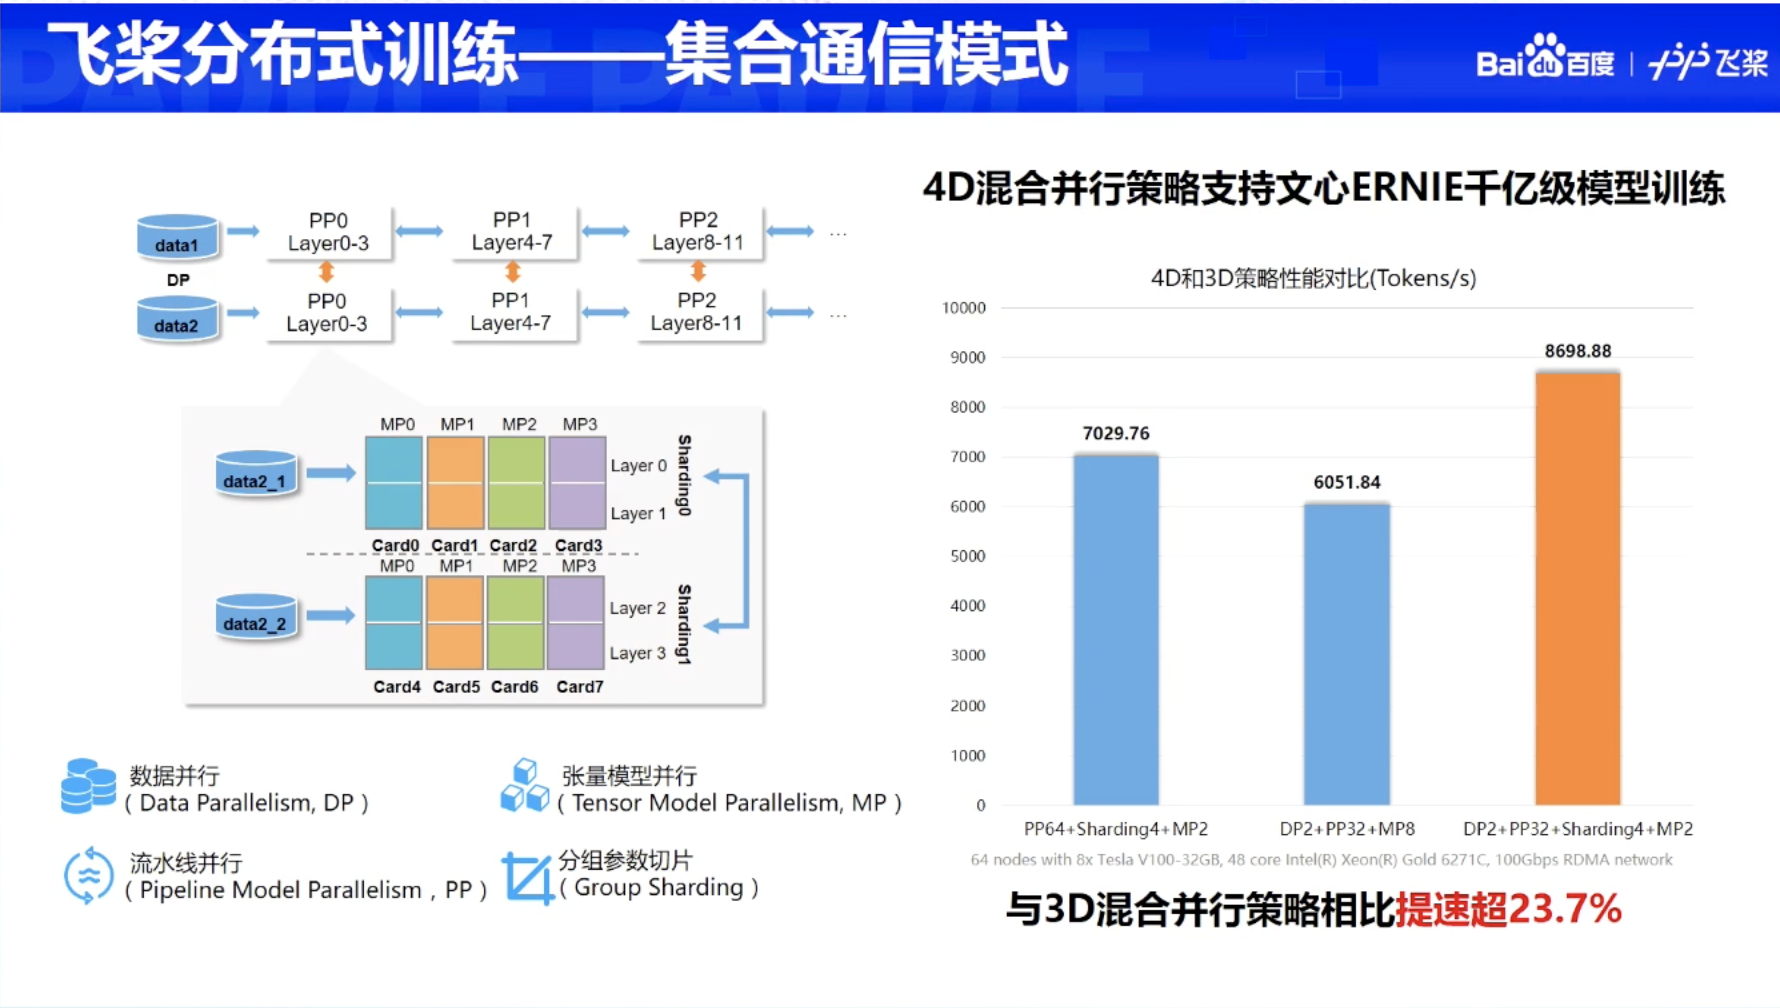 飞桨分布式训练——集合通信模式
Bai du 百度 | 飞桨
data1
PP0
Layer0-3
PP1
Layer4-7
PP2
Layer8-11
...
DP
data2
PP0
Layer0-3
PP1
Layer4-7
PP2
Layer8-11
...
MP0 MP1 MP2 MP3
data2_1
Layer 0
Layer 1
Sharding0
Card0 Card1 Card2 Card3
MP0 MP1 MP2 MP3
data2_2
Layer 2
Layer 3
Sharding1
Card4 Card5 Card6 Card7
数据并行
( Data Parallelism, DP )
张量模型并行
( Tensor Model Parallelism, MP )
流水线并行
( Pipeline Model Parallelism , PP )
分组参数切片
( Group Sharding )
4D混合并行策略支持文心ERNIE千亿级模型训练
4D和3D策略性能对比(Tokens/s)
10000
9000
8000
7000
6000
5000
4000
3000
2000
1000
0
7029.76
6051.84
8698.88
PP64+Sharding4+MP2
DP2+PP32+MP8
DP2+PP32+Sharding4+MP2
64 nodes with 8x Tesla V100-32GB, 48 core Intel(R) Xeon(R) Gold 6271C, 100Gbps RDMA network
与3D混合并行策略相比提速超23.7%